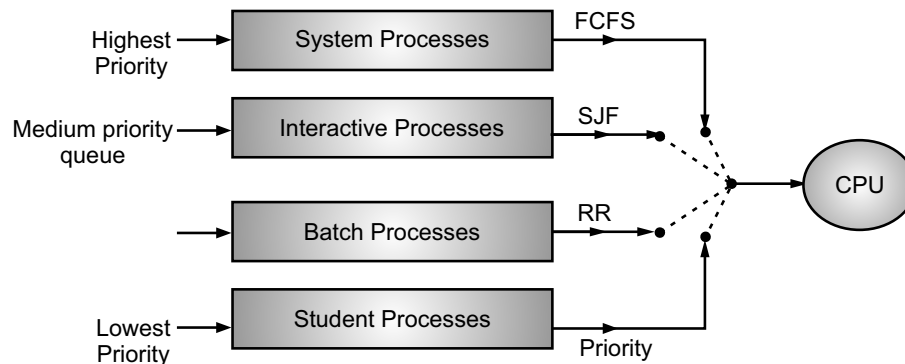 Highest
Priority
System Processes
FCFS
Medium priority
queue
Interactive Processes
SJF
CPU
Batch Processes
RR
Lowest
Priority
Student Processes
Priority